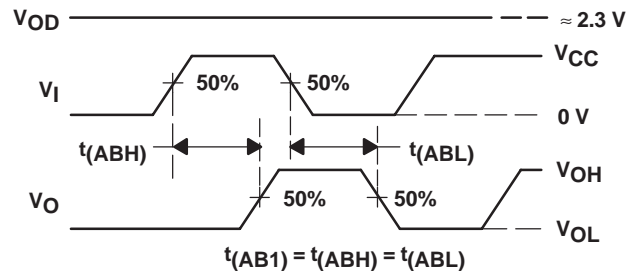 VOD
≈ 2.3 V
VCC
VI
50%
50%
0 V
t(ABH)
t(ABL)
VOH
VO
50%
50%
VOL
t(AB1) = t(ABH) = t(ABL)